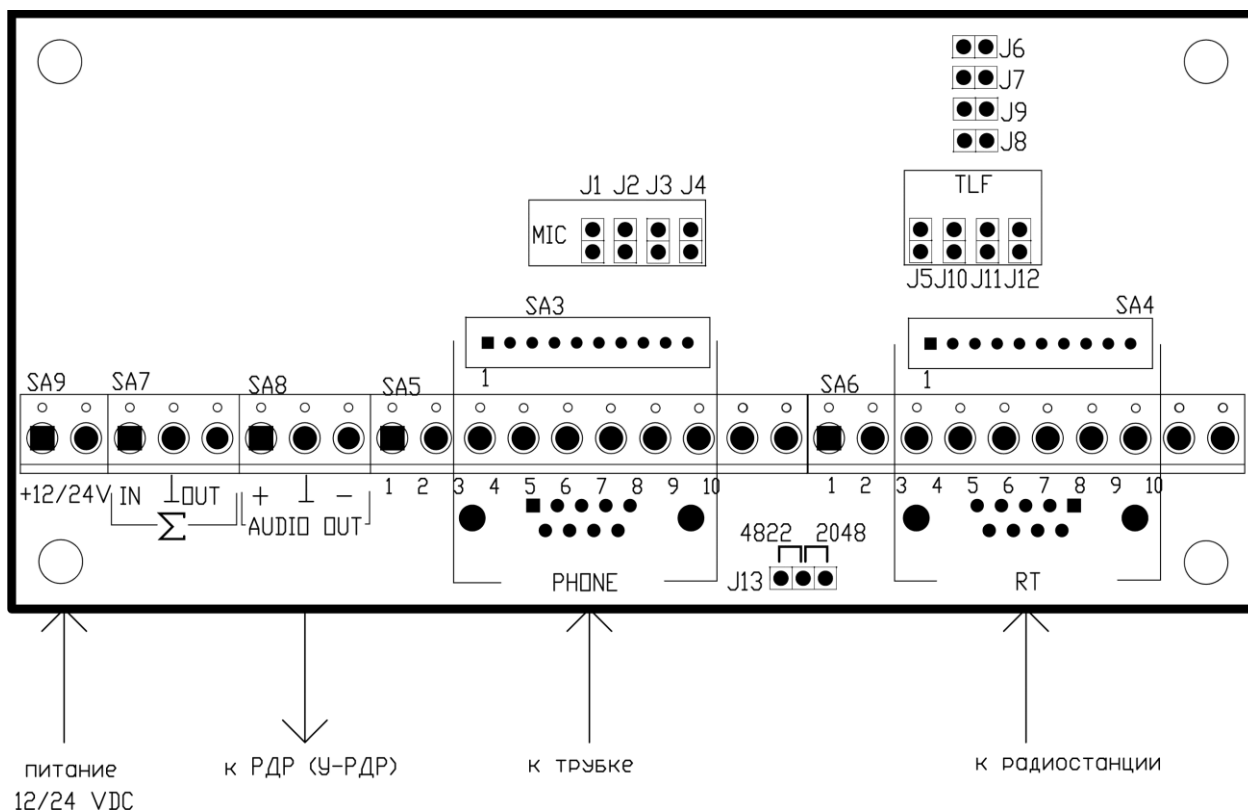 J6
J7
J9
J8
TLF
J1 J2 J3 J4
MIC
J5 J10 J11 J12
SA3
SA4
1
1
SA9 SA7 SA8 SA5 SA6
+12/24V IN ⊥ OUT + ⊥ - 1 2 3 4 5 6 7 8 9 10 1 2 3 4 5 6 7 8 9 10
Σ AUDIO OUT
4822 2048
J13
PHONE
RT
питание
12/24 VDC
к РДР (У-РДР)
к трубке
к радиостанции